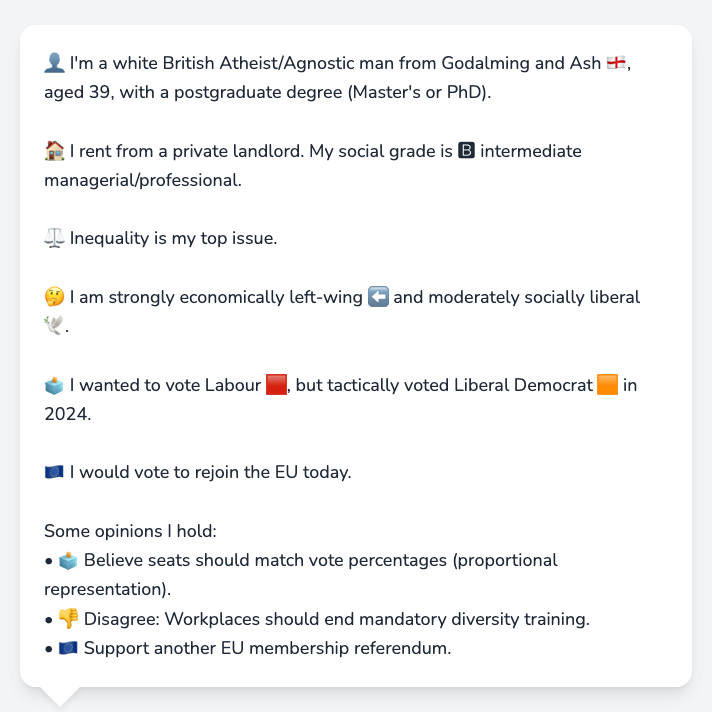 👤 I'm a white British Atheist/Agnostic man from Godalming and Ash 🏴󠁧󠁢󠁥󠁮󠁧󠁿,
aged 39, with a postgraduate degree (Master's or PhD).
🏠 I rent from a private landlord. My social grade is 🅱 intermediate
managerial/professional.
⚖️ Inequality is my top issue.
🤔 I am strongly economically left-wing ⬅️ and moderately socially liberal
🕊️.
🗳️ I wanted to vote Labour 🟥, but tactically voted Liberal Democrat 🟧 in
2024.
🇪🇺 I would vote to rejoin the EU today.
Some opinions I hold:
• 🗳️ Believe seats should match vote percentages (proportional
representation).
• 👎 Disagree: Workplaces should end mandatory diversity training.
• 🇪🇺 Support another EU membership referendum.